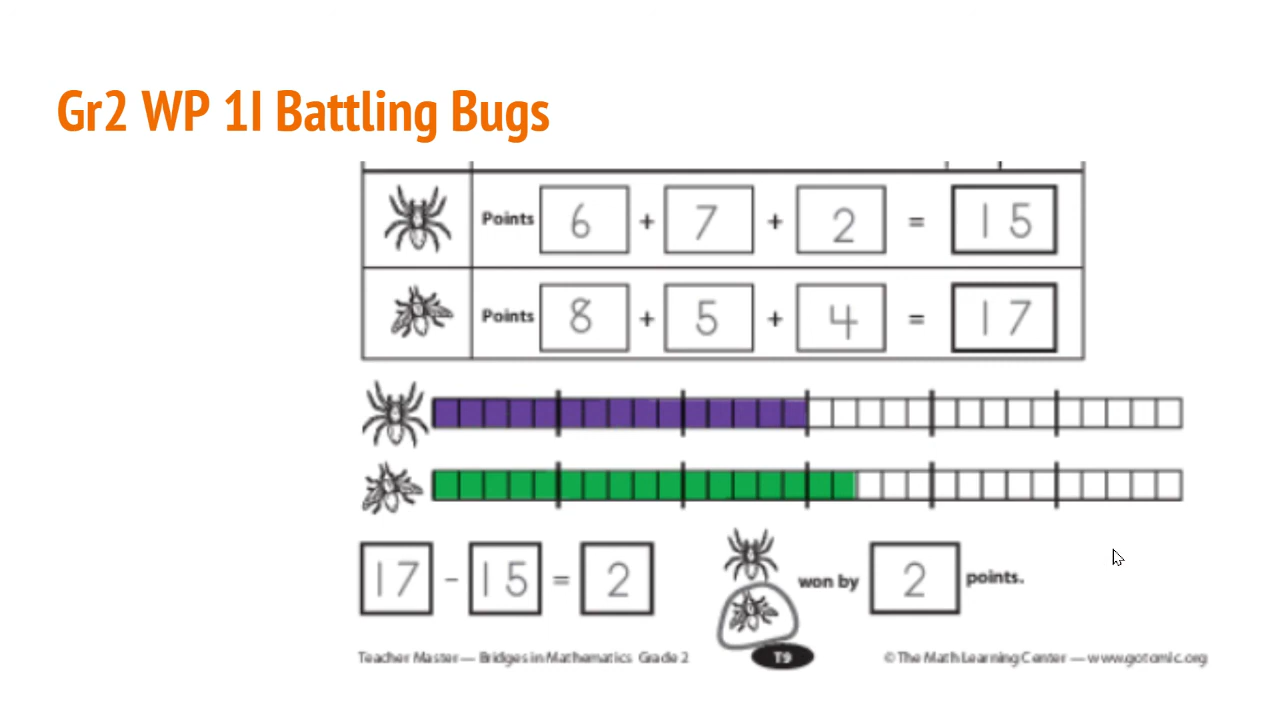 Gr2 WP 1I Battling Bugs
Points 6 + 7 + 2 = 15
Points 8 + 5 + 4 = 17
17 - 15 = 2
won by 2 points.
Teacher Master — Bridges in Mathematics Grade 2 T9 © The Math Learning Center — www.gotomlc.org